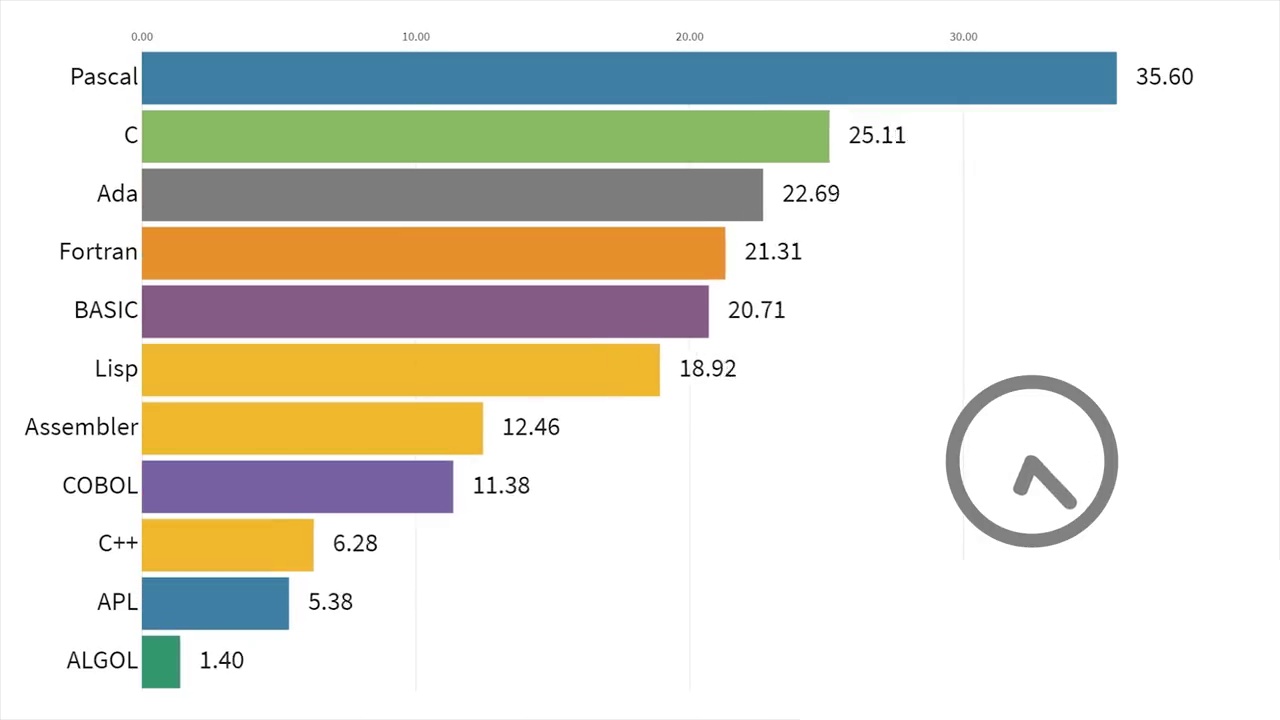 0.00 10.00 20.00 30.00
Pascal 35.60
C 25.11
Ada 22.69
Fortran 21.31
BASIC 20.71
Lisp 18.92
Assembler 12.46
COBOL 11.38
C++ 6.28
APL 5.38
ALGOL 1.40